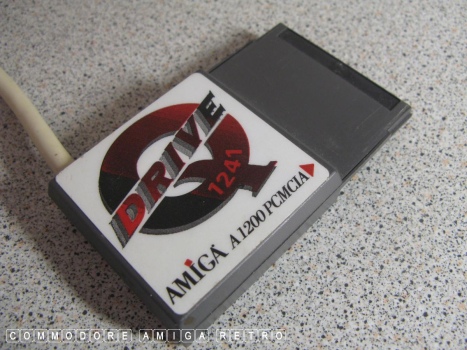 DRIVE
1241
AMIGA A1200 PCMCIA
COMMODORE AMIGA RETRO